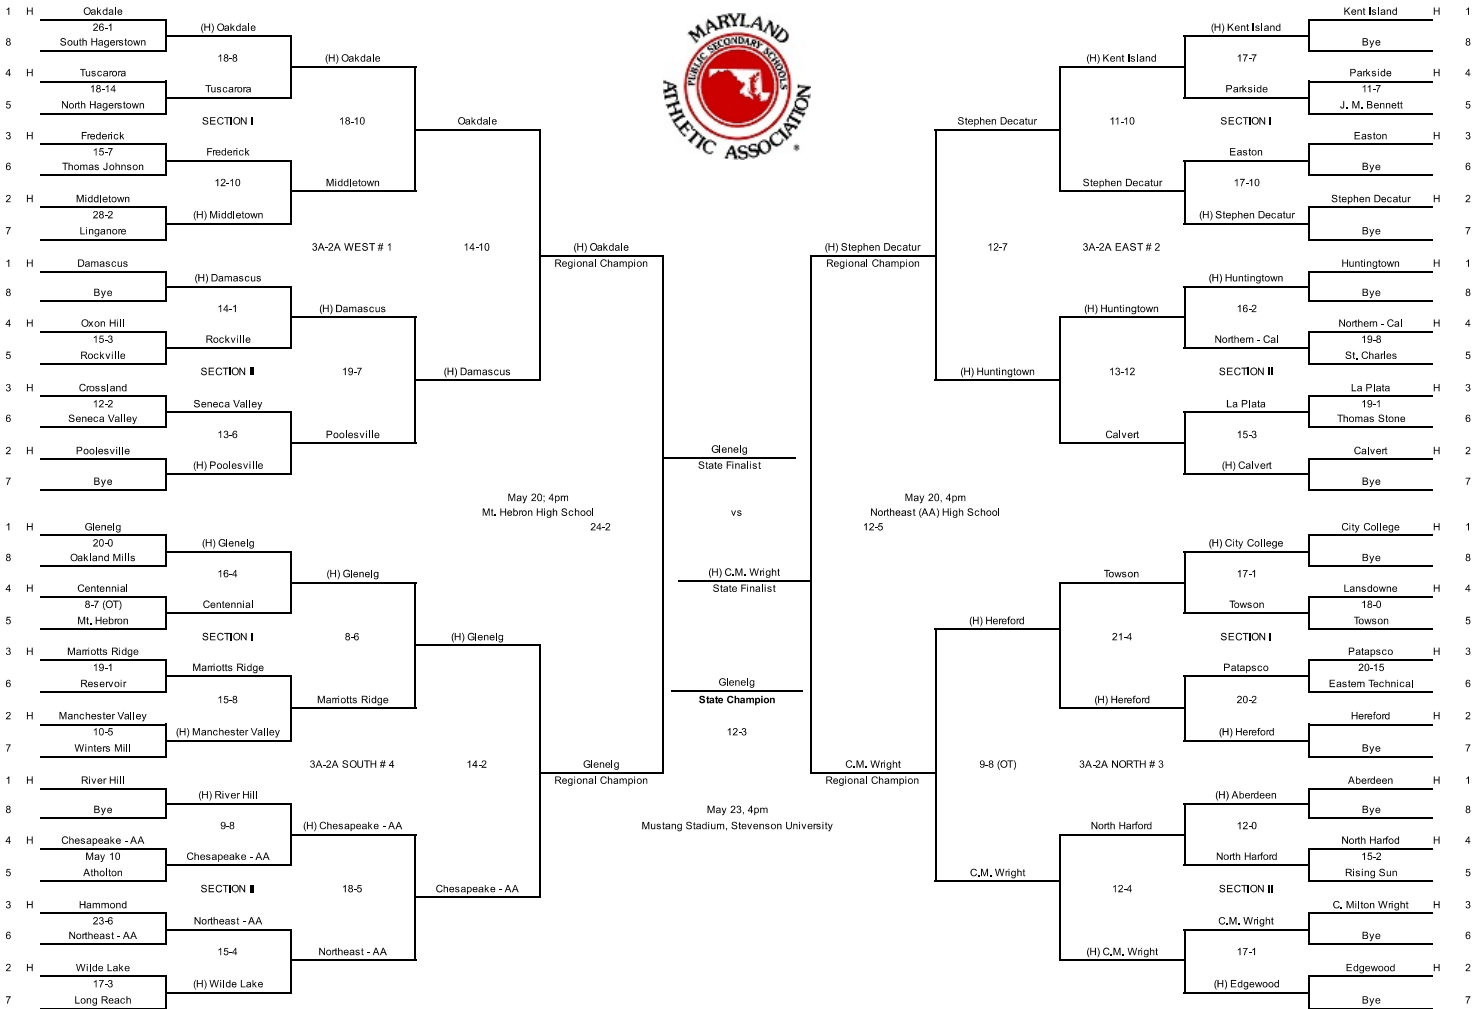 MARYLAND
PUBLIC SECONDARY SCHOOLS
ATHLETIC ASSOCIATION
1 H Oakdale
26-1
8 South Hagerstown
(H) Oakdale
18-8
4 H Tuscarora
18-14
5 North Hagerstown
Tuscarora
(H) Oakdale
SECTION I
18-10
3 H Frederick
15-7
6 Thomas Johnson
Frederick
12-10
2 H Middletown
28-2
7 Linganore
(H) Middletown
Middletown
Oakdale
3A-2A WEST # 1
14-10
1 H Damascus
8 Bye
(H) Damascus
14-1
4 H Oxon Hill
15-3
5 Rockville
Rockville
(H) Damascus
SECTION II
19-7
3 H Crossland
12-2
6 Seneca Valley
Seneca Valley
13-6
2 H Poolesville
7 Bye
(H) Poolesville
Poolesville
(H) Damascus
(H) Oakdale
Regional Champion
May 20; 4pm
Mt. Hebron High School
24-2
1 H Glenelg
20-0
8 Oakland Mills
(H) Glenelg
16-4
4 H Centennial
8-7 (OT)
5 Mt. Hebron
Centennial
(H) Glenelg
SECTION I
8-6
3 H Marriotts Ridge
19-1
6 Reservoir
Marriotts Ridge
15-8
2 H Manchester Valley
10-5
7 Winters Mill
(H) Manchester Valley
Marriotts Ridge
(H) Glenelg
3A-2A SOUTH # 4
14-2
1 H River Hill
8 Bye
(H) River Hill
9-8
4 H Chesapeake - AA
May 10
5 Atholton
Chesapeake - AA
(H) Chesapeake - AA
SECTION II
18-5
3 H Hammond
23-6
6 Northeast - AA
Northeast - AA
15-4
2 H Wilde Lake
17-3
7 Long Reach
(H) Wilde Lake
Northeast - AA
Chesapeake - AA
Glenelg
Regional Champion
Glenelg
State Finalist
vs
(H) C.M. Wright
State Finalist
Glenelg
State Champion
12-3
May 23, 4pm
Mustang Stadium, Stevenson University
Kent Island H 1
Bye 8
(H) Kent Island
17-7
Parkside H 4
11-7
J. M. Bennett 5
Parkside
(H) Kent Island
SECTION I
11-10
Easton H 3
Bye 6
Easton
17-10
Stephen Decatur H 2
Bye 7
(H) Stephen Decatur
Stephen Decatur
Stephen Decatur
3A-2A EAST # 2
12-7
Huntingtown H 1
Bye 8
(H) Huntingtown
16-2
Northern - Cal H 4
19-8
St. Charles 5
Northern - Cal
(H) Huntingtown
SECTION II
13-12
La Plata H 3
19-1
Thomas Stone 6
La Plata
15-3
Calvert H 2
Bye 7
(H) Calvert
Calvert
(H) Huntingtown
(H) Stephen Decatur
Regional Champion
May 20, 4pm
Northeast (AA) High School
12-5
City College H 1
Bye 8
(H) City College
17-1
Lansdowne H 4
18-0
Towson 5
Towson
Towson
SECTION I
21-4
Patapsco H 3
20-15
Eastern Technical 6
Patapsco
20-2
Hereford H 2
Bye 7
(H) Hereford
(H) Hereford
(H) Hereford
3A-2A NORTH # 3
9-8 (OT)
Aberdeen H 1
Bye 8
(H) Aberdeen
12-0
North Harfod H 4
15-2
Rising Sun 5
North Harford
North Harford
SECTION II
12-4
C. Milton Wright H 3
Bye 6
C.M. Wright
17-1
Edgewood H 2
Bye 7
(H) Edgewood
(H) C.M. Wright
C.M. Wright
C.M. Wright
Regional Champion